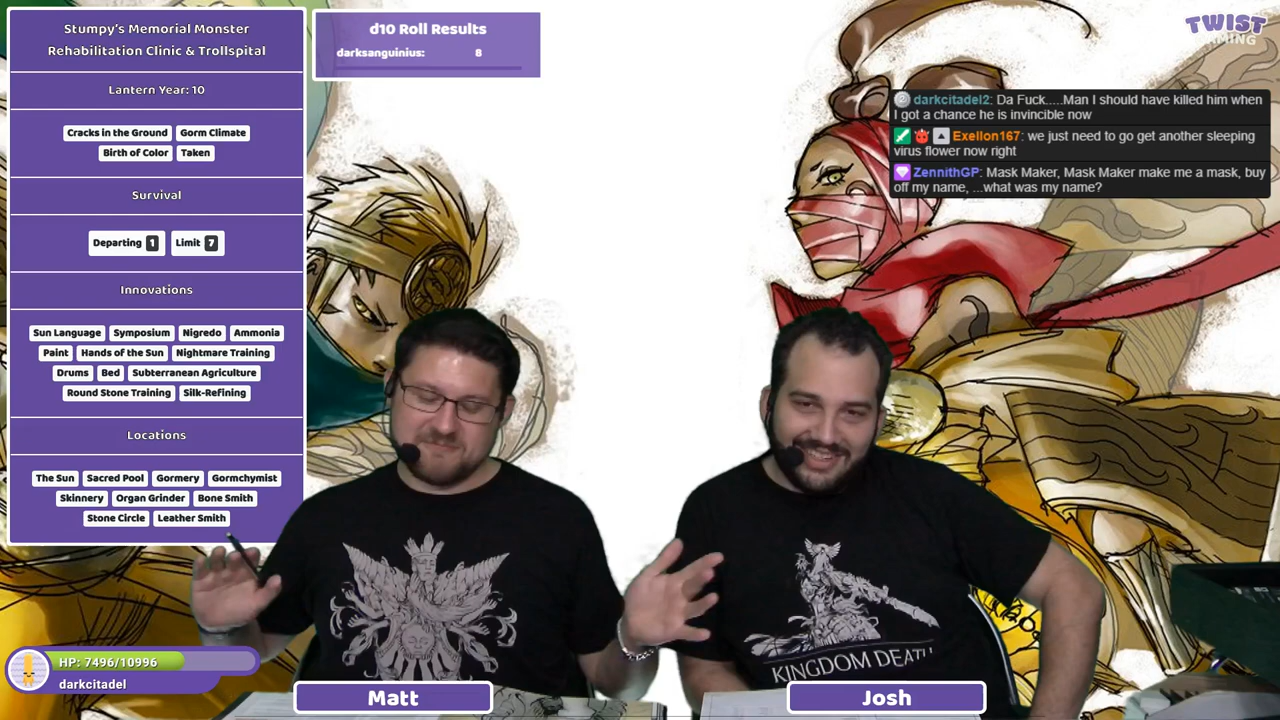 Stumpy's Memorial Monster
Rehabilitation Clinic & Trollspital
Lantern Year: 10
Cracks in the Ground Gorm Climate
Birth of Color Taken
Survival
Departing 1 Limit 7
Innovations
Sun Language Symposium Nigredo Ammonia
Paint Hands of the Sun Nightmare Training
Drums Bed Subterranean Agriculture
Round Stone Training Silk-Refining
Locations
The Sun Sacred Pool Gormery Gormchymist
Skinnery Organ Grinder Bone Smith
Stone Circle Leather Smith
d10 Roll Results
darksanguinius: 8
TWIST
GAMING
darkcitadel2: Da Fuck.....Man I should have killed him when
I got a chance he is invincible now
Exellon167: we just need to go get another sleeping
virus flower now right
ZennithGP: Mask Maker, Mask Maker make me a mask, buy
off my name, ...what was my name?
KINGDOM DEATH
HP: 7496/10996
darkcitadel
Matt
Josh